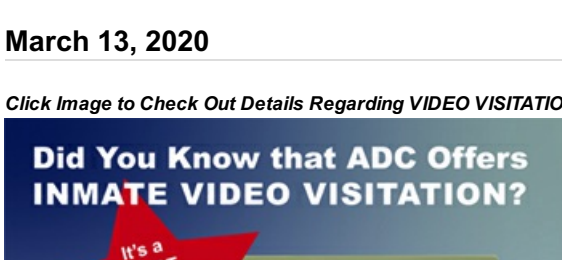 March 13, 2020
Click Image to Check Out Details Regarding VIDEO VISITATIO
Did You Know that ADC Offers
INMATE VIDEO VISITATION?
It's a